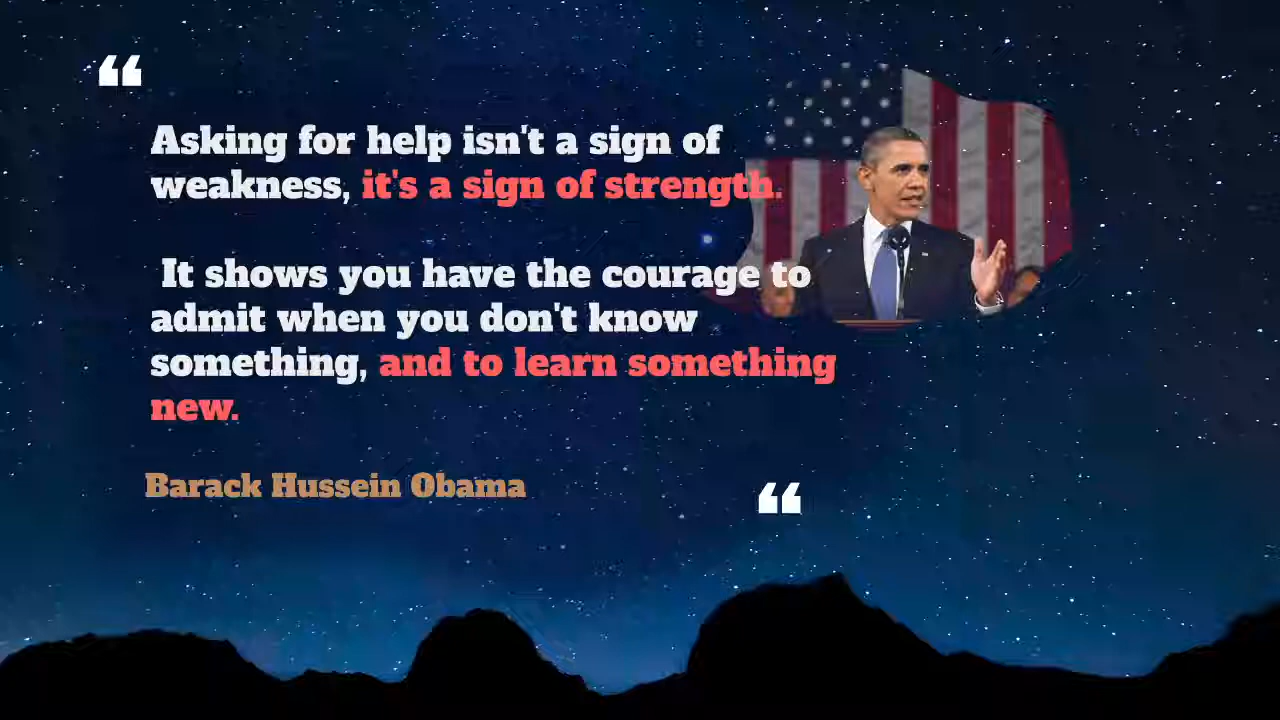 ❝
Asking for help isn't a sign of
weakness, it's a sign of strength.
It shows you have the courage to
admit when you don't know
something, and to learn something
new.
Barack Hussein Obama
❝